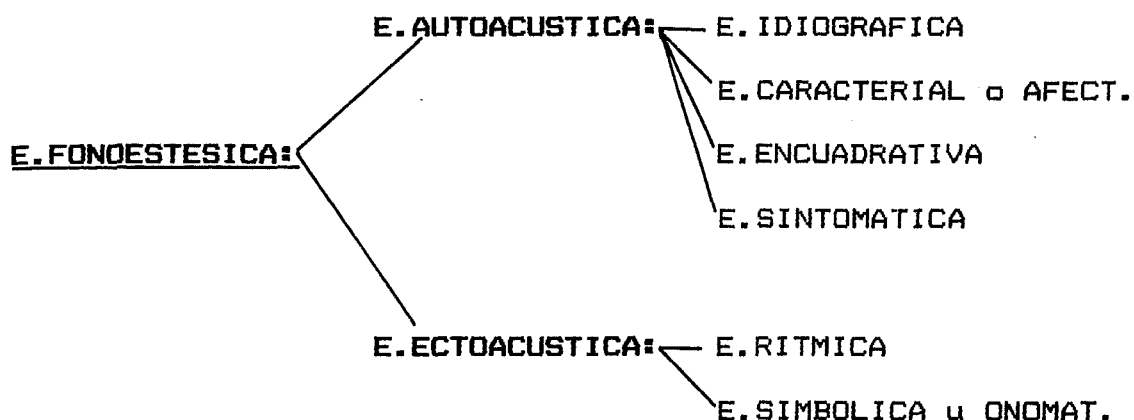 E.AUTOACUSTICA:
E.IDIOGRAFICA
E.CARACTERIAL o AFECT.
E.FONOESTESICA:
E.ENCUADRATIVA
E.SINTOMATICA
E.ECTOACUSTICA:
E.RITMICA
E.SIMBOLICA u ONOMAT.